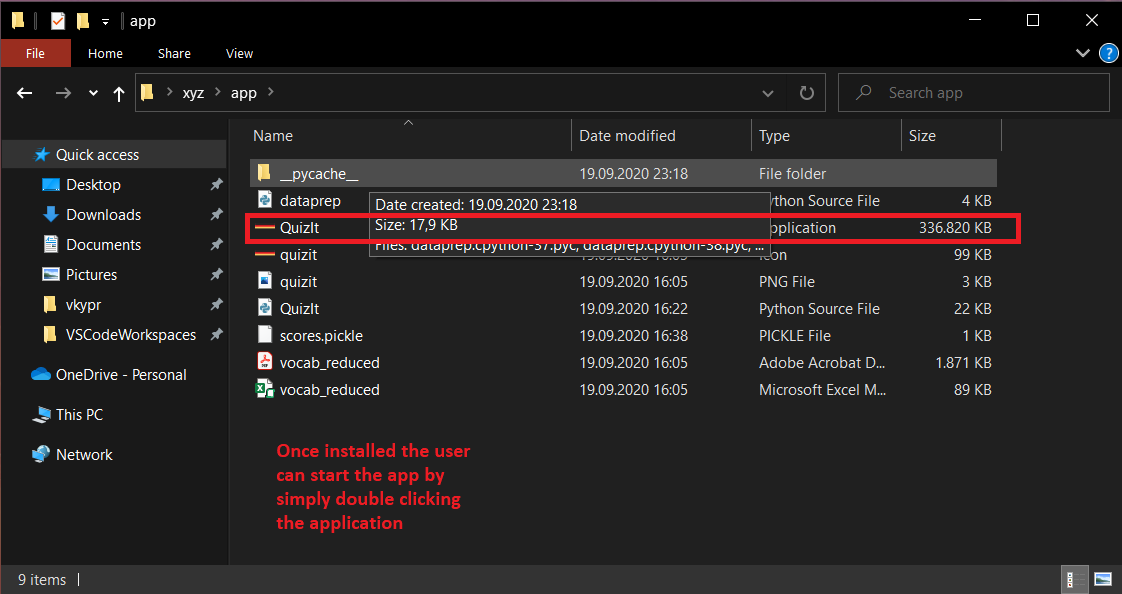 app
File Home Share View
xyz app Search app
Name Date modified Type Size
Quick access
Desktop
Downloads
Documents
Pictures
vkypr
VSCodeWorkspaces
OneDrive - Personal
This PC
Network
__pycache__ 19.09.2020 23:18 File folder
dataprep ython Source File 4 KB
Date created: 19.09.2020 23:18
QuizIt pplication 336.820 KB
Size: 17,9 KB
Files: dataprep.cpython-37.pyc, dataprep.cpython-38.pyc, ...
quizit 99 KB
quizit 19.09.2020 16:05 PNG File 3 KB
QuizIt 19.09.2020 16:22 Python Source File 22 KB
scores.pickle 19.09.2020 16:38 PICKLE File 1 KB
vocab_reduced 19.09.2020 16:05 Adobe Acrobat D... 1.871 KB
vocab_reduced 19.09.2020 16:05 Microsoft Excel M... 89 KB
Once installed the user
can start the app by
simply double clicking
the application
9 items